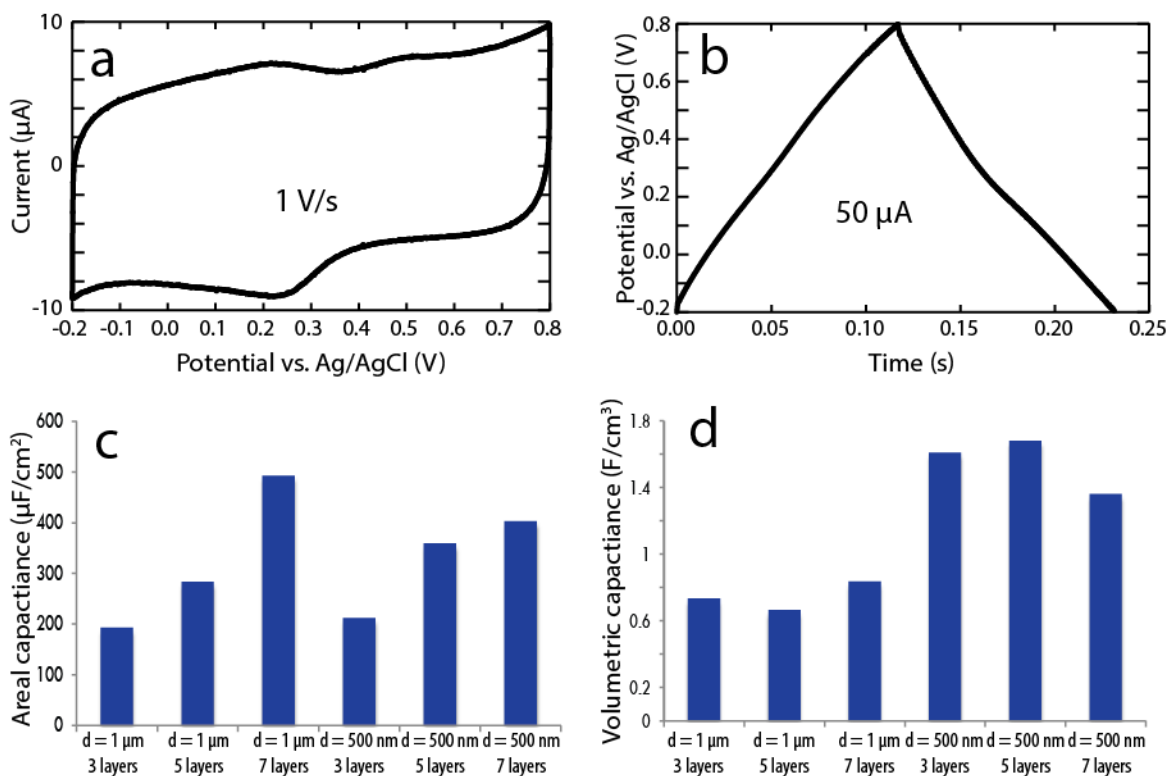 a
10
0
-10
Current (µA)
1 V/s
-0.2 -0.1 0.0 0.1 0.2 0.3 0.4 0.5 0.6 0.7 0.8
Potential vs. Ag/AgCl (V)
b
0.8
0.6
0.4
0.2
0.0
-0.2
Potential vs. Ag/AgCl (V)
50 µA
0.00 0.05 0.10 0.15 0.20 0.25
Time (s)
c
600
500
400
300
200
100
0
Areal capactiance (µF/cm²)
d = 1 µm d = 1 µm d = 1 µm d = 500 nm d = 500 nm d = 500 nm
3 layers 5 layers 7 layers 3 layers 5 layers 7 layers
d
1.8
1.4
1
0.6
0.2
0
Volumetric capactiance (F/cm³)
d = 1 µm d = 1 µm d = 1 µm d = 500 nm d = 500 nm d = 500 nm
3 layers 5 layers 7 layers 3 layers 5 layers 7 layers